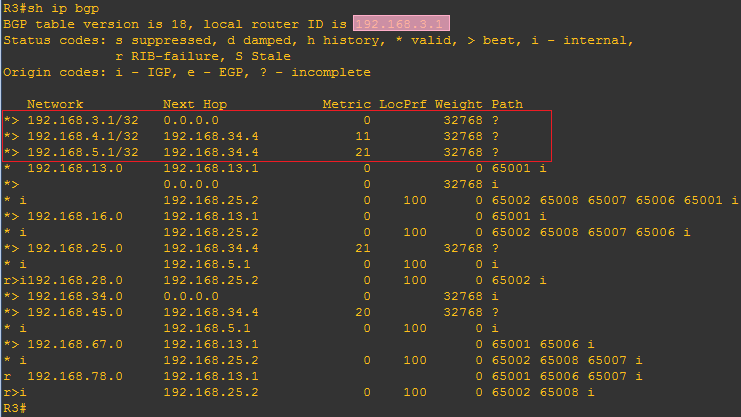 R3#sh ip bgp
BGP table version is 18, local router ID is 192.168.3.1
Status codes: s suppressed, d damped, h history, * valid, > best, i - internal,
              r RIB-failure, S Stale
Origin codes: i - IGP, e - EGP, ? - incomplete

   Network          Next Hop            Metric LocPrf Weight Path
*> 192.168.3.1/32   0.0.0.0                  0         32768 ?
*> 192.168.4.1/32   192.168.34.4            11         32768 ?
*> 192.168.5.1/32   192.168.34.4            21         32768 ?
*  192.168.13.0     192.168.13.1             0             0 65001 i
*>                  0.0.0.0                  0         32768 i
* i                 192.168.25.2             0    100      0 65002 65008 65007 65006 65001 i
*> 192.168.16.0     192.168.13.1             0             0 65001 i
* i                 192.168.25.2             0    100      0 65002 65008 65007 65006 i
*> 192.168.25.0     192.168.34.4            21         32768 ?
* i                 192.168.5.1              0    100      0 i
r>i192.168.28.0     192.168.25.2             0    100      0 65002 i
*> 192.168.34.0     0.0.0.0                  0         32768 i
*> 192.168.45.0     192.168.34.4            20         32768 ?
* i                 192.168.5.1              0    100      0 i
*> 192.168.67.0     192.168.13.1                           0 65001 65006 i
* i                 192.168.25.2             0    100      0 65002 65008 65007 i
r  192.168.78.0     192.168.13.1                           0 65001 65006 65007 i
r>i                 192.168.25.2             0    100      0 65002 65008 i
R3#